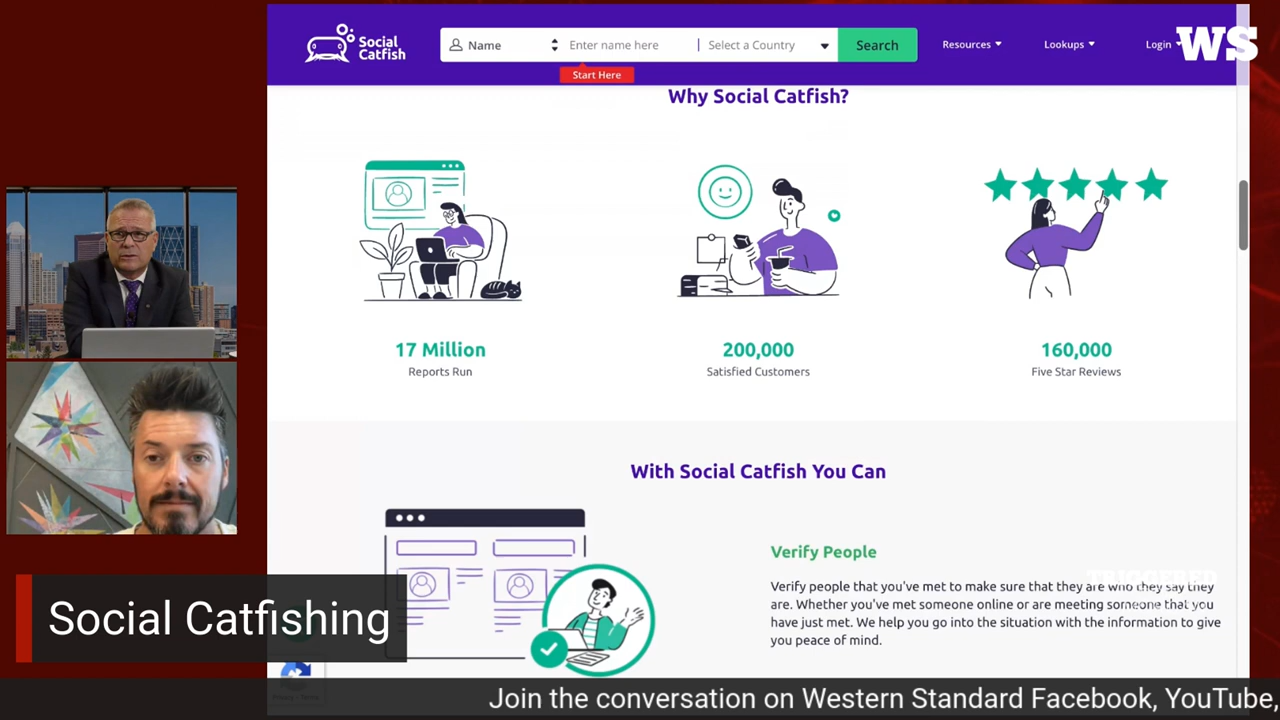 Social
Catfish
Name
Enter name here
Select a Country
Search
Resources
Lookups
Login
WS
Start Here
Why Social Catfish?
17 Million
Reports Run
200,000
Satisfied Customers
160,000
Five Star Reviews
With Social Catfish You Can
Verify People
TRIGGERED
Verify people that you've met to make sure that they are who they say they
are. Whether you've met someone online or are meeting someone that you
have just met. We help you go into the situation with the information to give
you peace of mind.
Social Catfishing
Privacy - Terms
Join the conversation on Western Standard Facebook, YouTube,